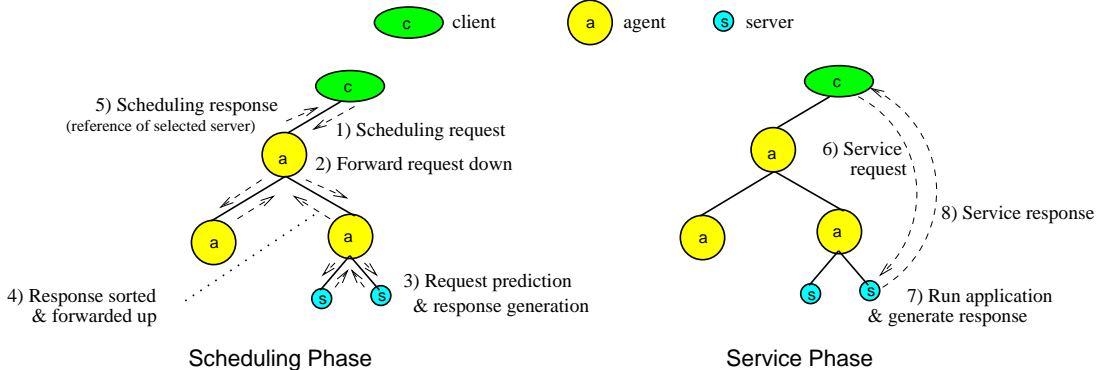 c client
a agent
s server
c
5) Scheduling response
(reference of selected server)
1) Scheduling request
a
2) Forward request down
a
a
3) Request prediction
& response generation
s
s
4) Response sorted
& forwarded up
Scheduling Phase
c
a
6) Service
request
a
a
8) Service response
s
s
7) Run application
& generate response
Service Phase